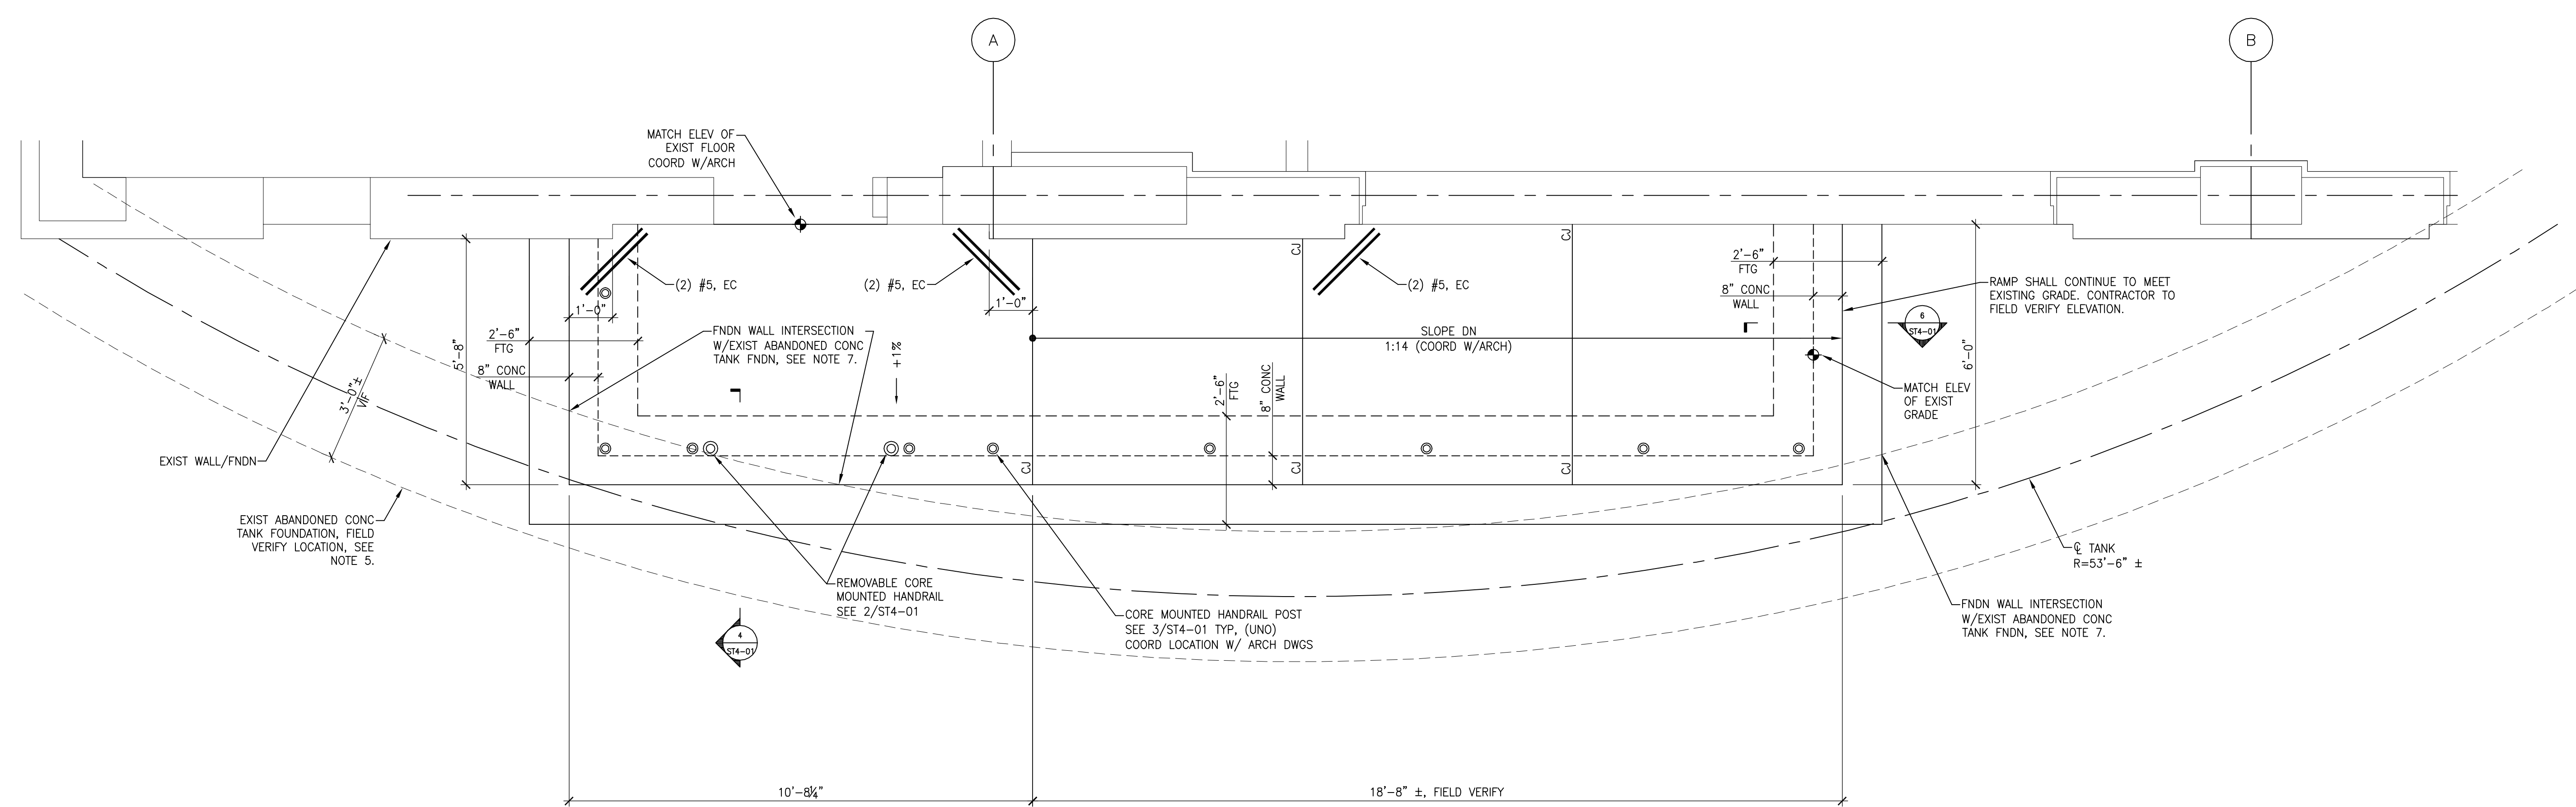 A
B
MATCH ELEV OF
EXIST FLOOR
COORD W/ARCH
(2) #5, EC
(2) #5, EC
(2) #5, EC
CJ
CJ
2'-6"
FTG
8" CONC
WALL
RAMP SHALL CONTINUE TO MEET
EXISTING GRADE. CONTRACTOR TO
FIELD VERIFY ELEVATION.
1'-0"
1'-0"
6
ST4-01
5'-8"
2'-6"
FTG
8" CONC
WALL
FNDN WALL INTERSECTION
W/EXIST ABANDONED CONC
TANK FNDN, SEE NOTE 7.
+1%
SLOPE DN
1:14 (COORD W/ARCH)
6'-0"
3'-0"±
VIF
2'-6"
FTG
8" CONC
WALL
MATCH ELEV
OF EXIST
GRADE
EXIST WALL/FNDN
CJ
CJ
CJ
EXIST ABANDONED CONC
TANK FOUNDATION, FIELD
VERIFY LOCATION, SEE
NOTE 5.
℄ TANK
R=53'-6" ±
REMOVABLE CORE
MOUNTED HANDRAIL
SEE 2/ST4-01
CORE MOUNTED HANDRAIL POST
SEE 3/ST4-01 TYP, (UNO)
COORD LOCATION W/ ARCH DWGS
FNDN WALL INTERSECTION
W/EXIST ABANDONED CONC
TANK FNDN, SEE NOTE 7.
4
ST4-01
10'-8¼"
18'-8" ±, FIELD VERIFY